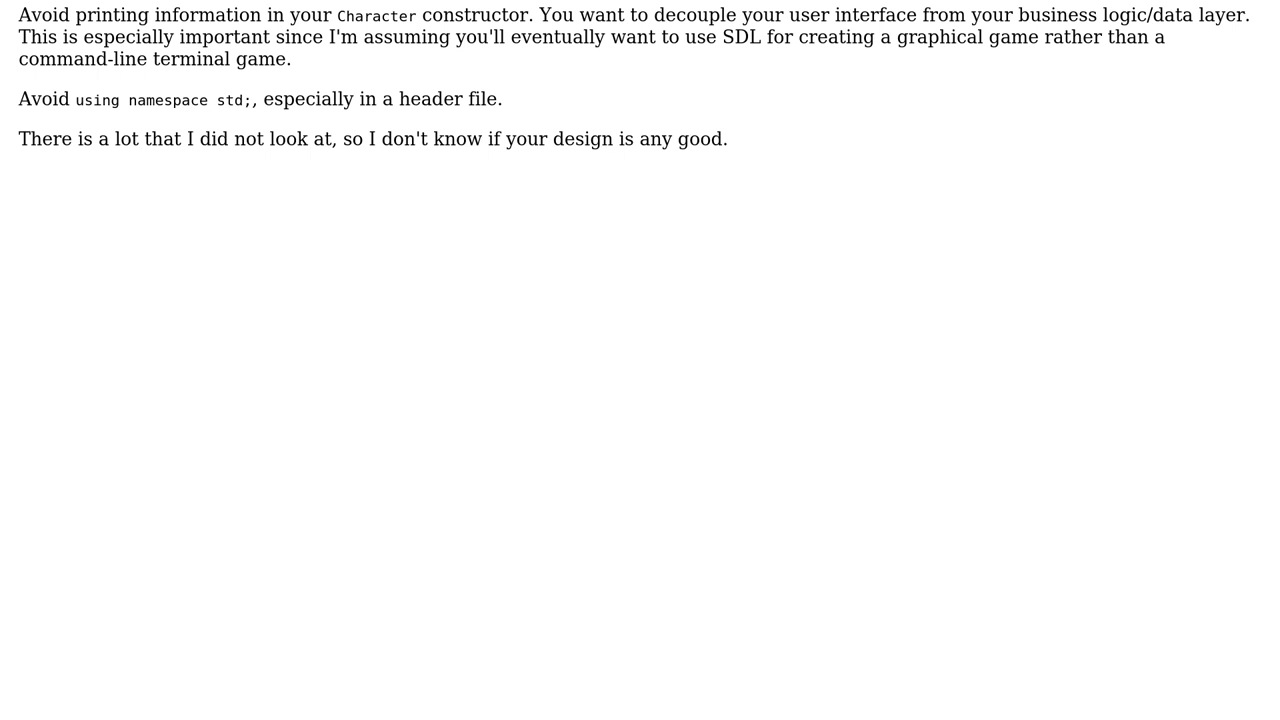 Avoid printing information in your Character constructor. You want to decouple your user interface from your business logic/data layer.
This is especially important since I'm assuming you'll eventually want to use SDL for creating a graphical game rather than a
command-line terminal game.
Avoid using namespace std;, especially in a header file.
There is a lot that I did not look at, so I don't know if your design is any good.